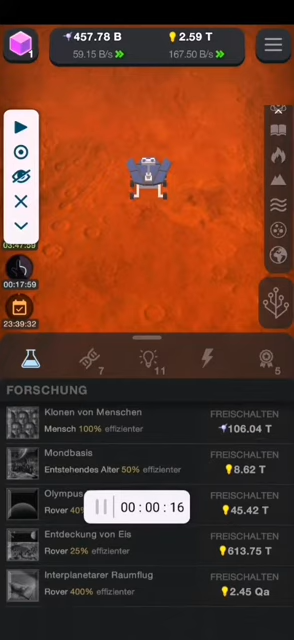 1
457.78 B
2.59 T
59.15 B/s
167.50 B/s
03:47:59
00:17:59
23:39:32
7
11
5
FORSCHUNG
Klonen von Menschen
FREISCHALTEN
Mensch 100% effizienter
106.04 T
Mondbasis
FREISCHALTEN
Entstehendes Alter 50% effizienter
8.62 T
Olympus
FREISCHALTEN
Rover 40%
45.42 T
00:00:16
Entdeckung von Eis
FREISCHALTEN
Rover 25% effizienter
613.75 T
Interplanetarer Raumflug
FREISCHALTEN
Rover 400% effizienter
2.45 Qa